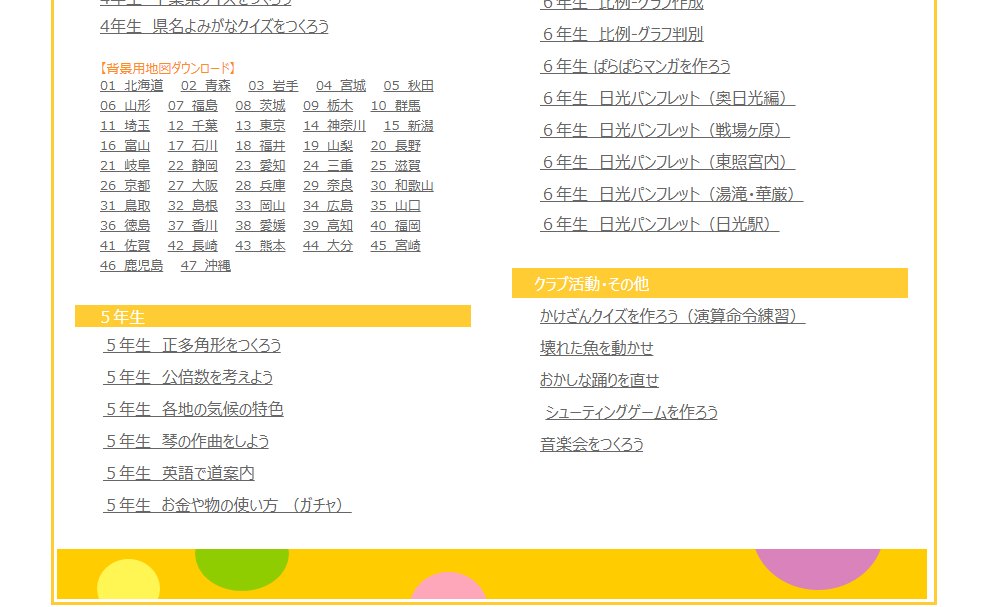 4年生　千葉県クイズをつくろう
4年生　県名よみがなクイズをつくろう
【背景用地図ダウンロード】
01 北海道　02 青森　03 岩手　04 宮城　05 秋田
06 山形　07 福島　08 茨城　09 栃木　10 群馬
11 埼玉　12 千葉　13 東京　14 神奈川　15 新潟
16 富山　17 石川　18 福井　19 山梨　20 長野
21 岐阜　22 静岡　23 愛知　24 三重　25 滋賀
26 京都　27 大阪　28 兵庫　29 奈良　30 和歌山
31 鳥取　32 島根　33 岡山　34 広島　35 山口
36 徳島　37 香川　38 愛媛　39 高知　40 福岡
41 佐賀　42 長崎　43 熊本　44 大分　45 宮崎
46 鹿児島　47 沖縄
５年生
５年生　正多角形をつくろう
５年生　公倍数を考えよう
５年生　各地の気候の特色
５年生　琴の作曲をしよう
５年生　英語で道案内
５年生　お金や物の使い方　（ガチャ）
６年生　比例-グラフ作成
６年生　比例-グラフ判別
６年生 ぱらぱらマンガを作ろう
６年生　日光パンフレット（奥日光編）
６年生　日光パンフレット（戦場ヶ原）
６年生　日光パンフレット（東照宮内）
６年生　日光パンフレット（湯滝・華厳）
６年生　日光パンフレット（日光駅）
クラブ活動・その他
かけざんクイズを作ろう（演算命令練習）
壊れた魚を動かせ
おかしな踊りを直せ
シューティングゲームを作ろう
音楽会をつくろう